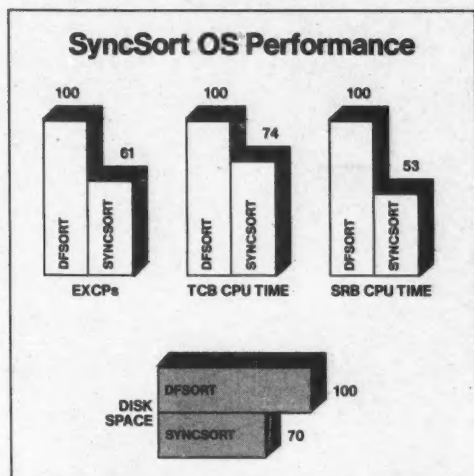 SyncSort OS Performance
100
61
DFSORT
SYNCSORT
EXCPs
100
74
DFSORT
SYNCSORT
TCB CPU TIME
100
53
DFSORT
SYNCSORT
SRB CPU TIME
DISK
SPACE
DFSORT
100
SYNCSORT
70